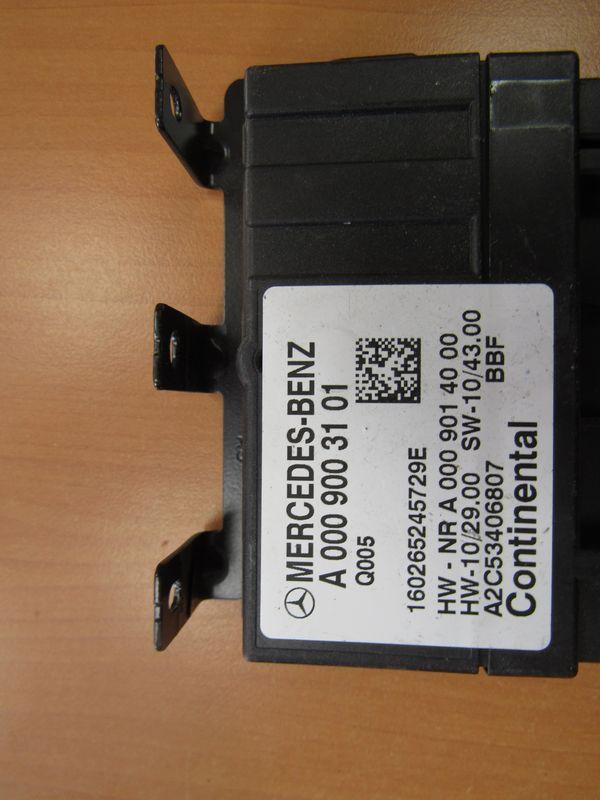 MERCEDES-BENZ
A 000 900 31 01
Q005
160265245729E
HW - NR A 000 901 40 00
HW-10/29.00 SW-10/43.00
A2C53406807 BBF
Continental